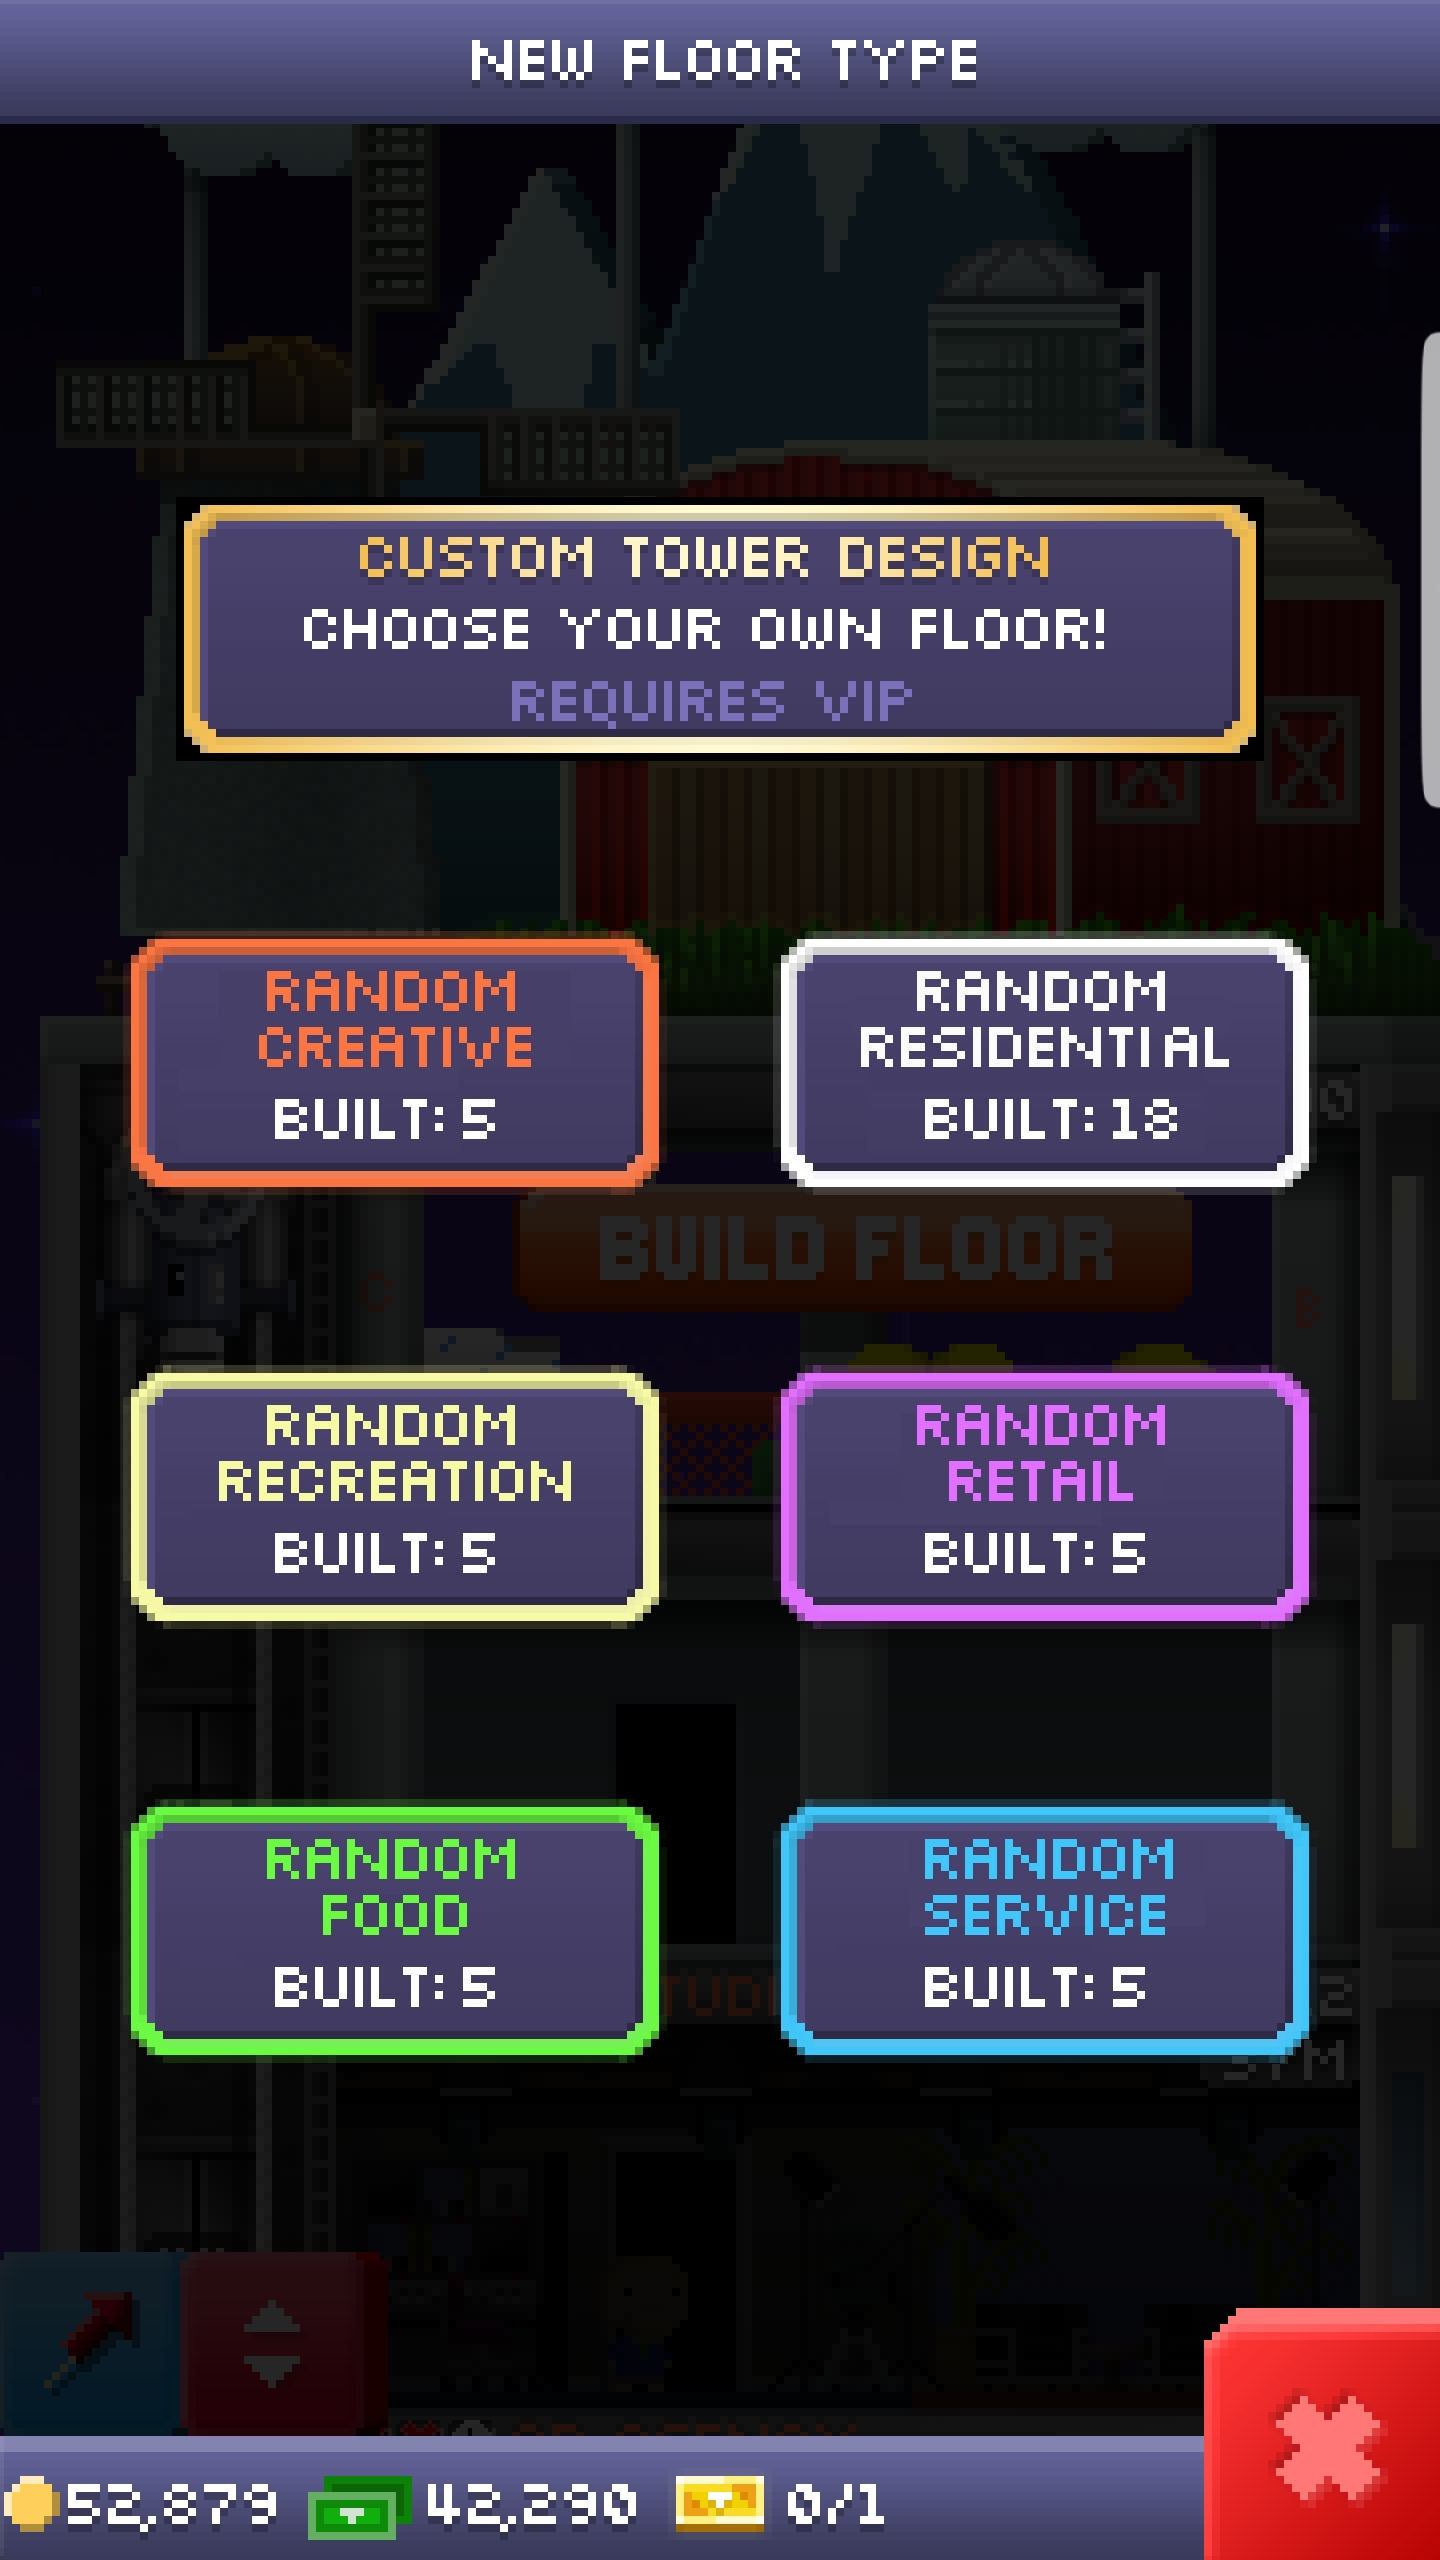 NEW FLOOR TYPE
CUSTOM TOWER DESIGN
CHOOSE YOUR OWN FLOOR!
REQUIRES VIP
RANDOM
CREATIVE
BUILT: 5
RANDOM
RESIDENTIAL
BUILT: 18
BUILD FLOOR
RANDOM
RECREATION
BUILT: 5
RANDOM
RETAIL
BUILT: 5
RANDOM
FOOD
BUILT: 5
RANDOM
SERVICE
BUILT: 5
52,879
42,290
0/1